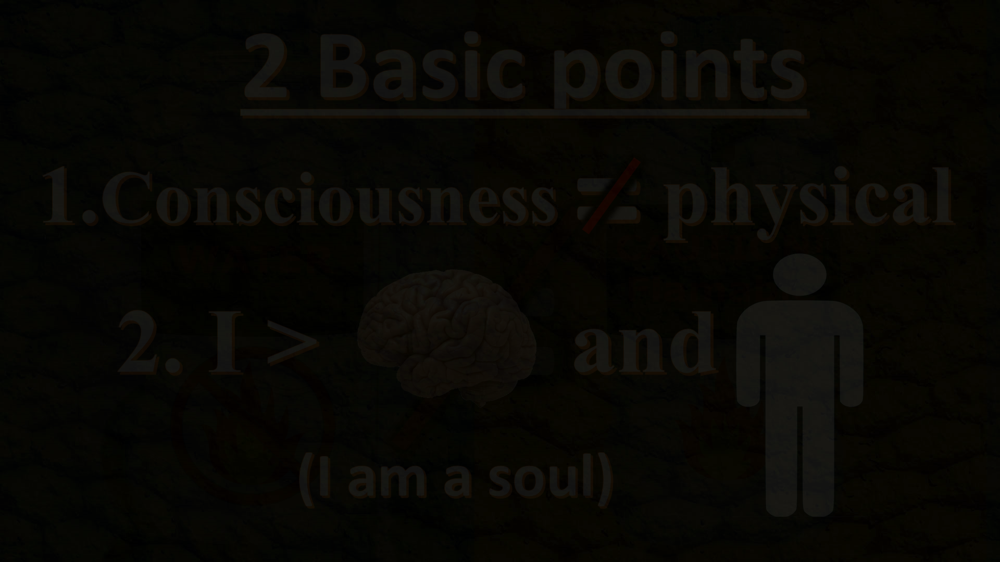 2 Basic points
1.Consciousness ≠ physical
2. I > and
(I am a soul)